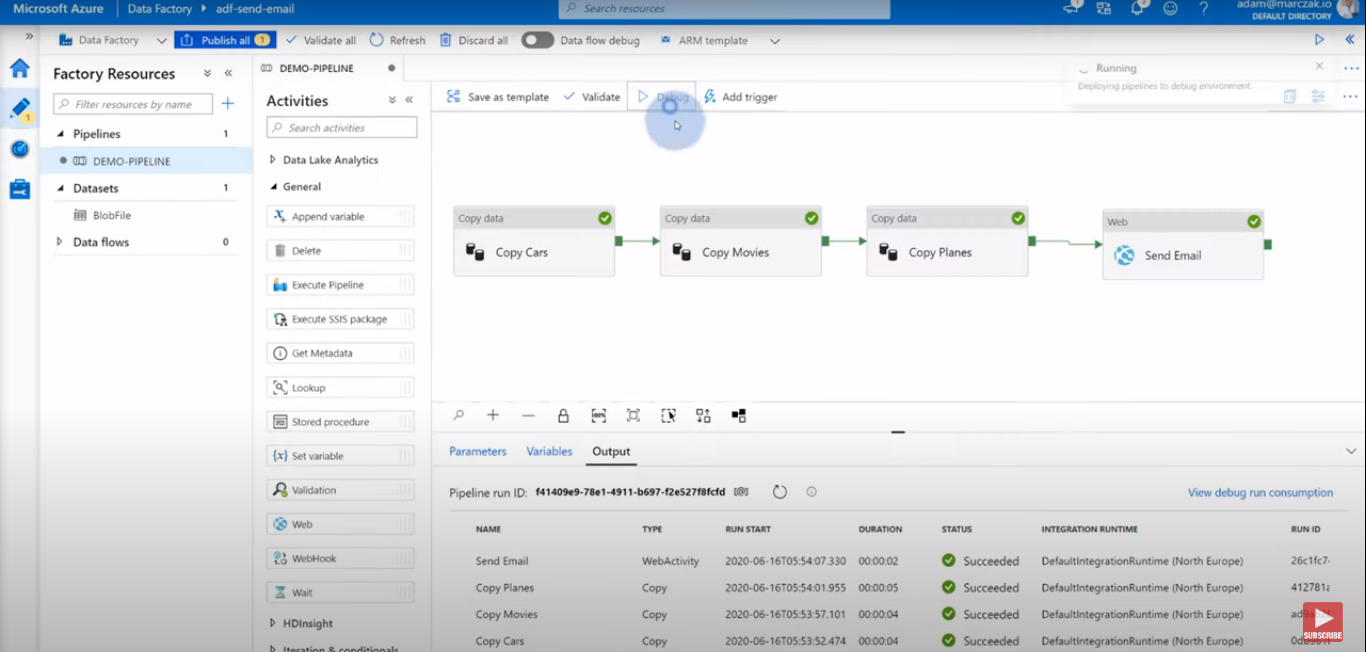 Microsoft Azure Data Factory adf-send-email Search resources adam@marczak.io
DEFAULT DIRECTORY
Data Factory Publish all 1 Validate all Refresh Discard all Data flow debug ARM template
Factory Resources
Filter resources by name
Pipelines 1
DEMO-PIPELINE
Datasets 1
BlobFile
Data flows 0
DEMO-PIPELINE
Activities
Search activities
Data Lake Analytics
General
Append variable
Delete
Execute Pipeline
Execute SSIS package
Get Metadata
Lookup
Stored procedure
Set variable
Validation
Web
WebHook
Wait
HDInsight
Iteration & conditionals
Save as template Validate Debug Add trigger
Running
Deploying pipelines to debug environment.
Copy data
Copy Cars
Copy data
Copy Movies
Copy data
Copy Planes
Web
Send Email
Parameters Variables Output
Pipeline run ID: f41409e9-78e1-4911-b697-f2e527f8fcfd
View debug run consumption
NAME TYPE RUN START DURATION STATUS INTEGRATION RUNTIME RUN ID
Send Email WebActivity 2020-06-16T05:54:07.330 00:00:02 Succeeded DefaultIntegrationRuntime (North Europe) 26c1fc7-
Copy Planes Copy 2020-06-16T05:54:01.955 00:00:05 Succeeded DefaultIntegrationRuntime (North Europe) 412781a
Copy Movies Copy 2020-06-16T05:53:57.101 00:00:04 Succeeded DefaultIntegrationRuntime (North Europe)
Copy Cars Copy 2020-06-16T05:53:52.474 00:00:04 Succeeded DefaultIntegrationRuntime (North Europe)
SUBSCRIBE